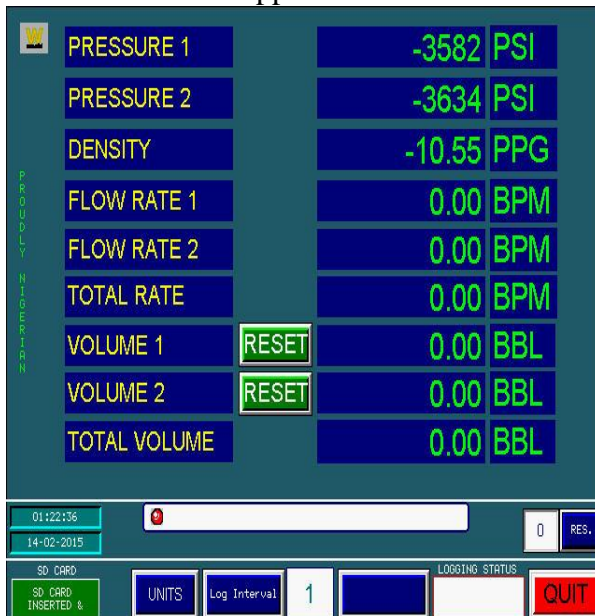 W
PRESSURE 1 -3582 PSI
PRESSURE 2 -3634 PSI
DENSITY -10.55 PPG
FLOW RATE 1 0.00 BPM
FLOW RATE 2 0.00 BPM
TOTAL RATE 0.00 BPM
VOLUME 1 RESET 0.00 BBL
VOLUME 2 RESET 0.00 BBL
TOTAL VOLUME 0.00 BBL
PROUDLY NIGERIAN
01:22:36
14-02-2015
0 RES.
SD CARD
SD CARD
INSERTED &
UNITS
Log Interval
1
LOGGING STATUS
QUIT